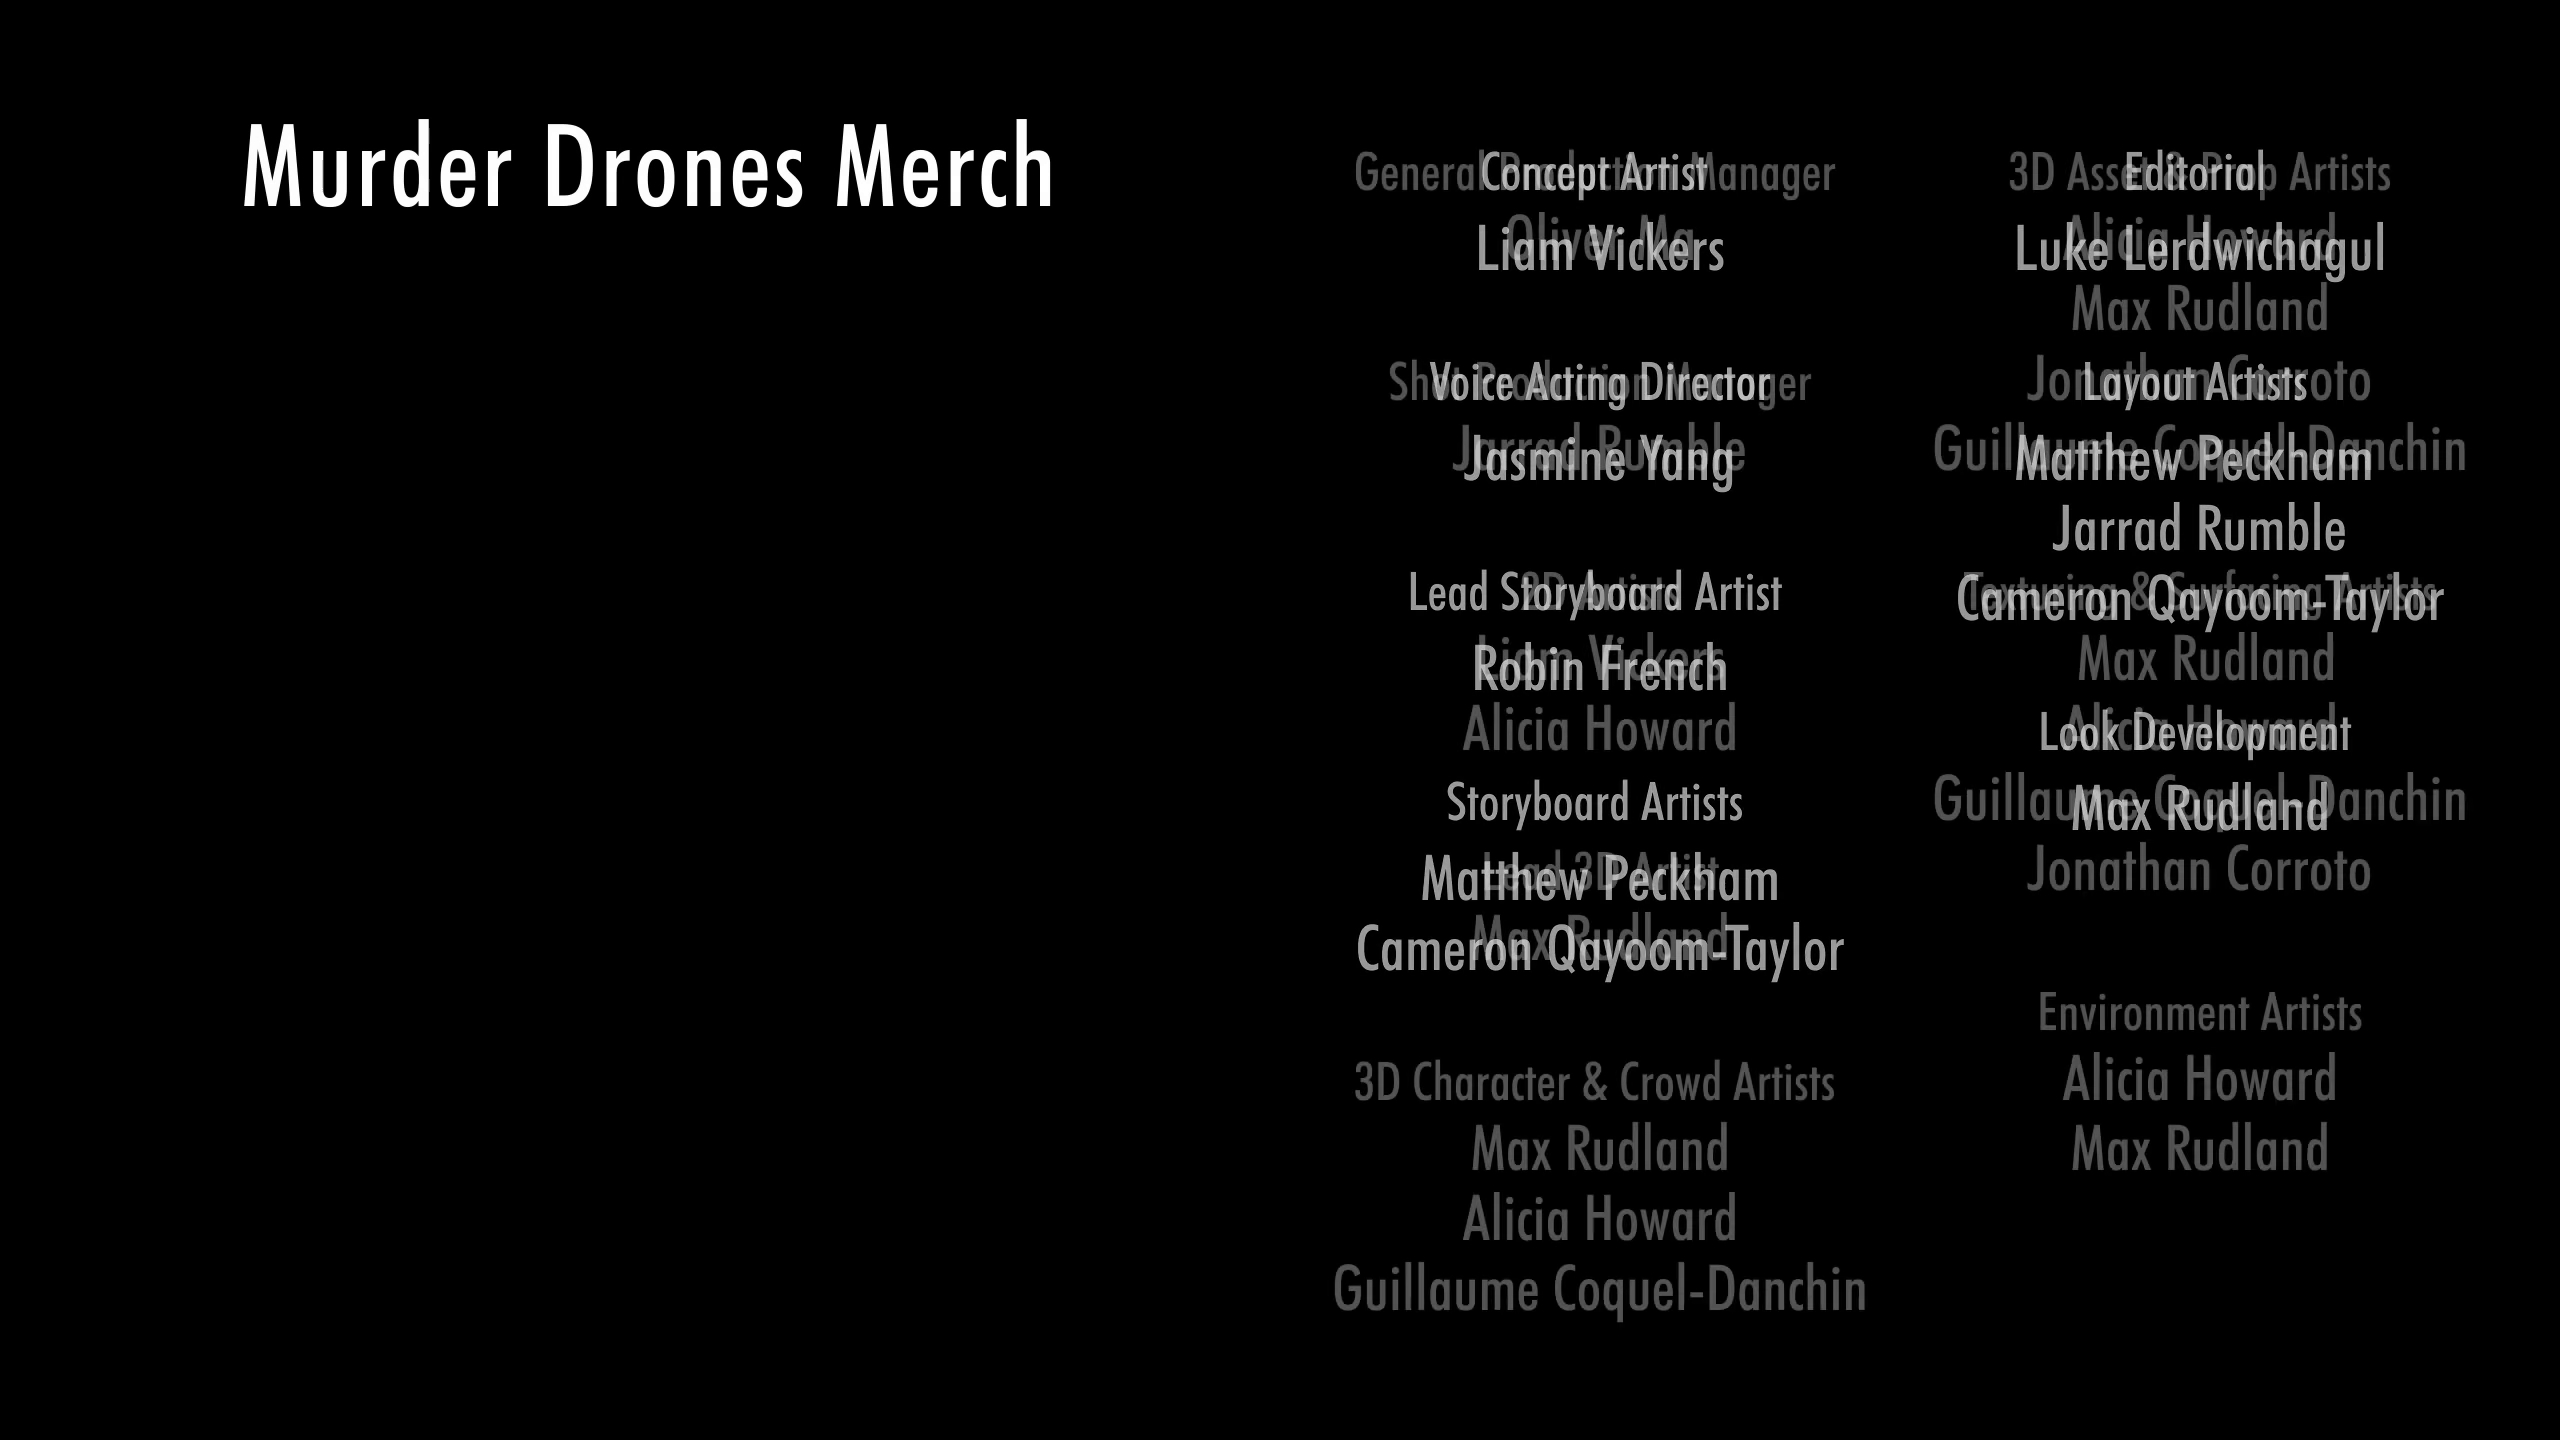 Murder Drones Merch
Concept Artist
Liam Vickers
Voice Acting Director
Jasmine Yang
Lead Storyboard Artist
Robin French
Storyboard Artists
Matthew Peckham
Cameron Qayoom-Taylor
Editorial
Luke Lerdwichagul
Layout Artists
Matthew Peckham
Jarrad Rumble
Cameron Qayoom-Taylor
Look Development
Max Rudland
General Production Manager
Oliver Ma
Shot Production Manager
Jarrad Rumble
2D Artists
Liam Vickers
Alicia Howard
Lead 3D Artist
Max Rudland
3D Character & Crowd Artists
Max Rudland
Alicia Howard
Guillaume Coquel-Danchin
3D Asset & Prop Artists
Alicia Howard
Max Rudland
Jonathan Corroto
Guillaume Coquel-Danchin
Texturing & Surfacing Artists
Max Rudland
Alicia Howard
Guillaume Coquel-Danchin
Jonathan Corroto
Environment Artists
Alicia Howard
Max Rudland